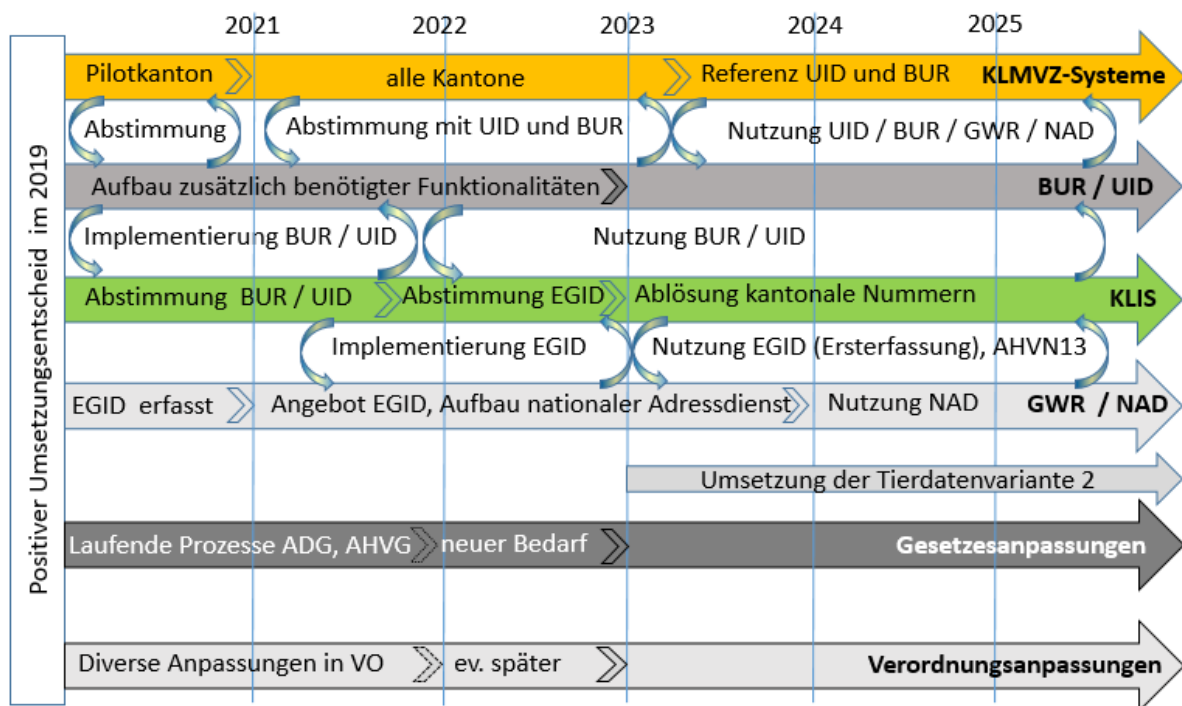 2021 2022 2023 2024 2025
Positiver Umsetzungsentscheid im 2019
Pilotkanton alle Kantone Referenz UID und BUR KLMVZ-Systeme
Abstimmung Abstimmung mit UID und BUR Nutzung UID / BUR / GWR / NAD
Aufbau zusätzlich benötigter Funktionalitäten BUR / UID
Implementierung BUR / UID Nutzung BUR / UID
Abstimmung BUR / UID Abstimmung EGID Ablösung kantonale Nummern KLIS
Implementierung EGID Nutzung EGID (Ersterfassung), AHVN13
EGID erfasst Angebot EGID, Aufbau nationaler Adressdienst Nutzung NAD GWR / NAD
Umsetzung der Tierdatenvariante 2
Laufende Prozesse ADG, AHVG neuer Bedarf Gesetzesanpassungen
Diverse Anpassungen in VO ev. später Verordnungsanpassungen